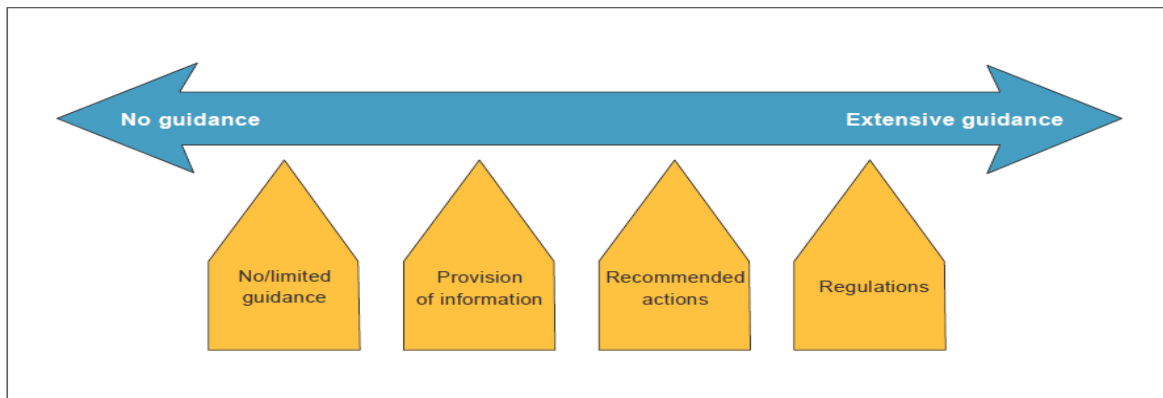 No guidance
Extensive guidance
No/limited
guidance
Provision
of information
Recommended
actions
Regulations